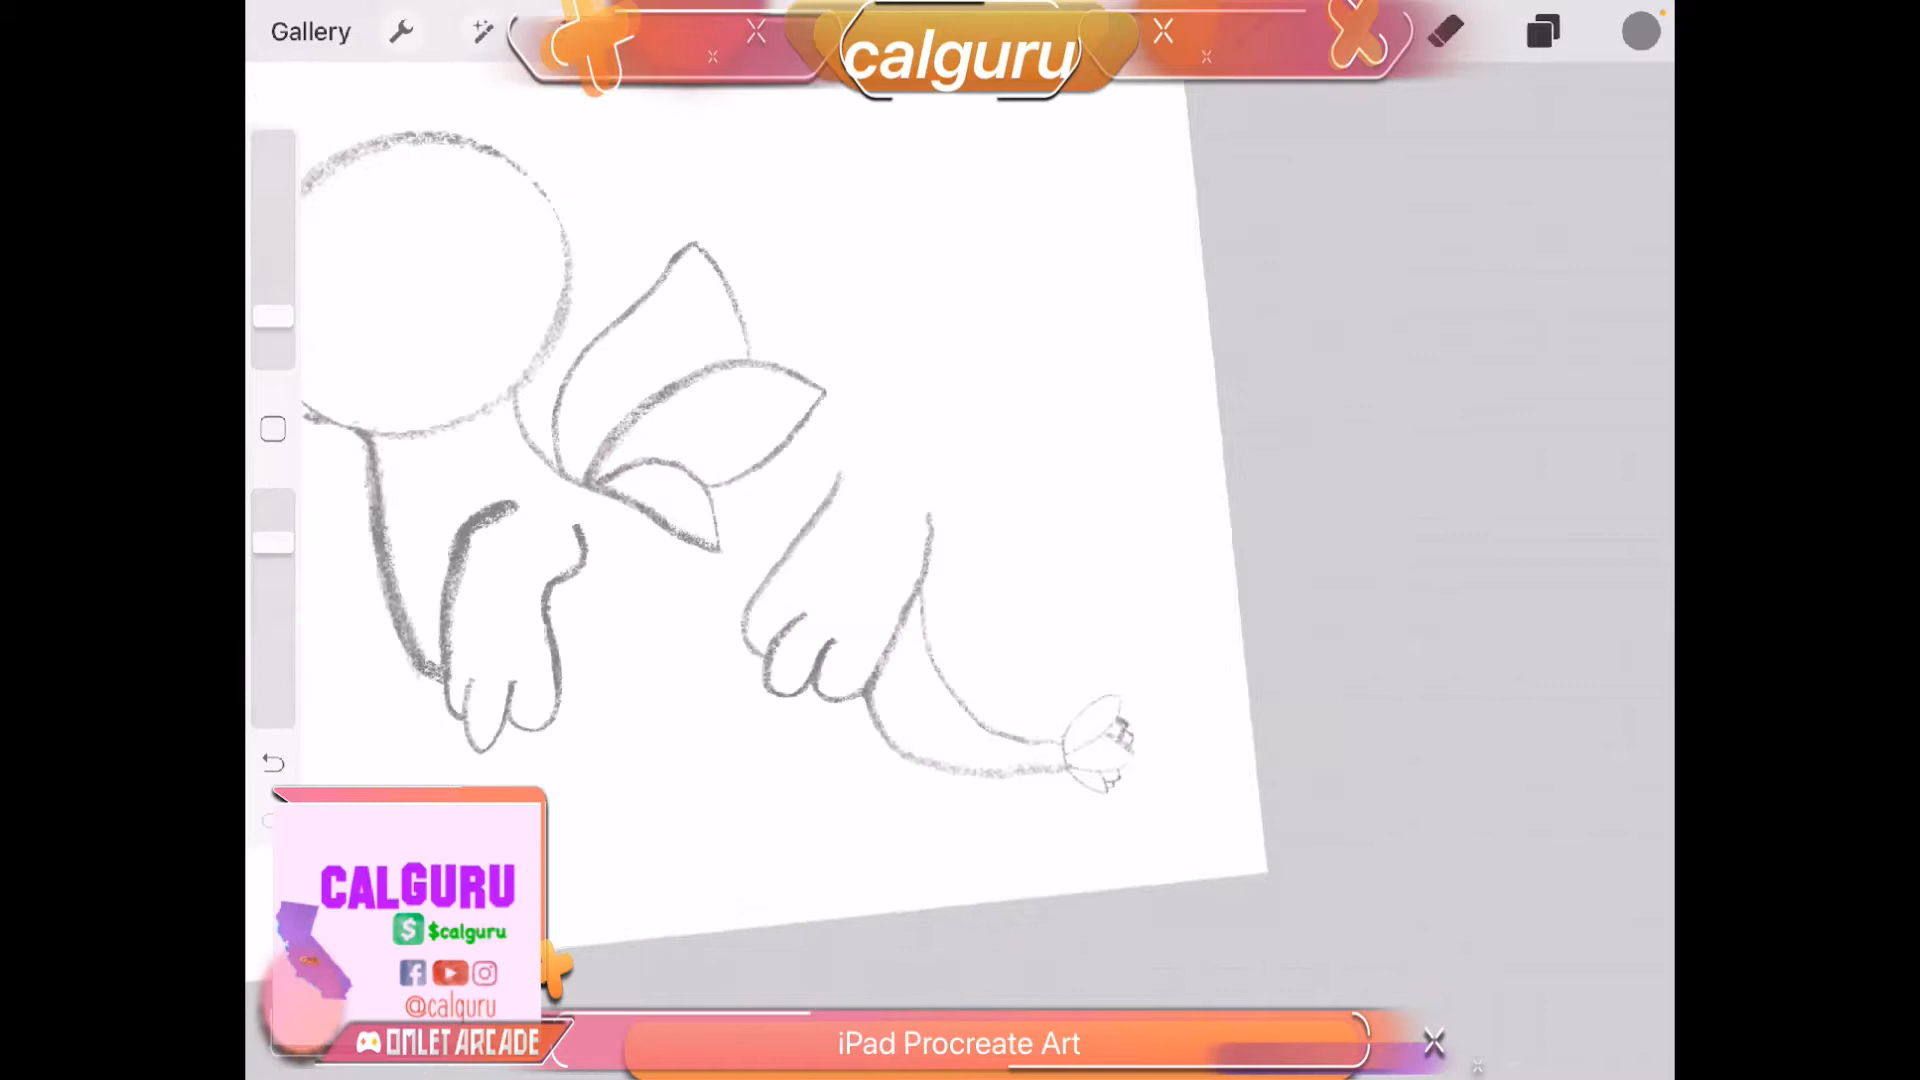 Gallery
calguru
CALGURU
$ $calguru
@calguru
OMLET ARCADE
iPad Procreate Art